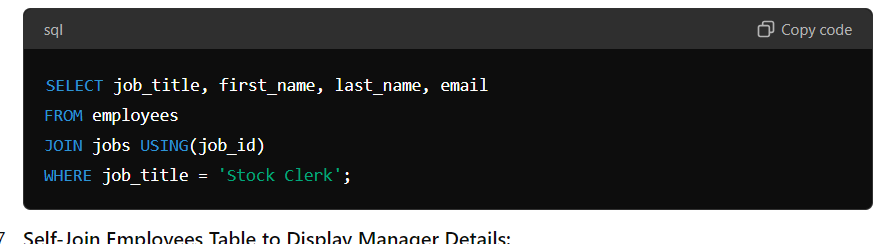 sql
Copy code
SELECT job_title, first_name, last_name, email
FROM employees
JOIN jobs USING(job_id)
WHERE job_title = 'Stock Clerk';
7. Self-Join Employees Table to Display Manager Details: